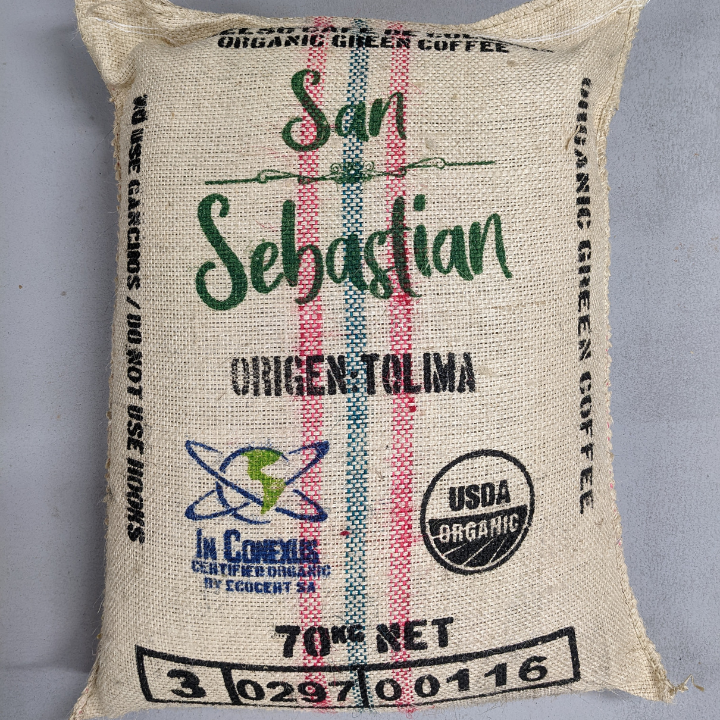 ORGANIC GREEN COFFEE
San
Sebastian
ORIGEN:TOLIMA
NO USE GANCHOS / DO NOT USE HOOKS
ORGANIC GREEN COFFEE
IN CONEXUS
CERTIFIED ORGANIC
BY ECOCERT SA
USDA
ORGANIC
70KG NET
3 0297 00116